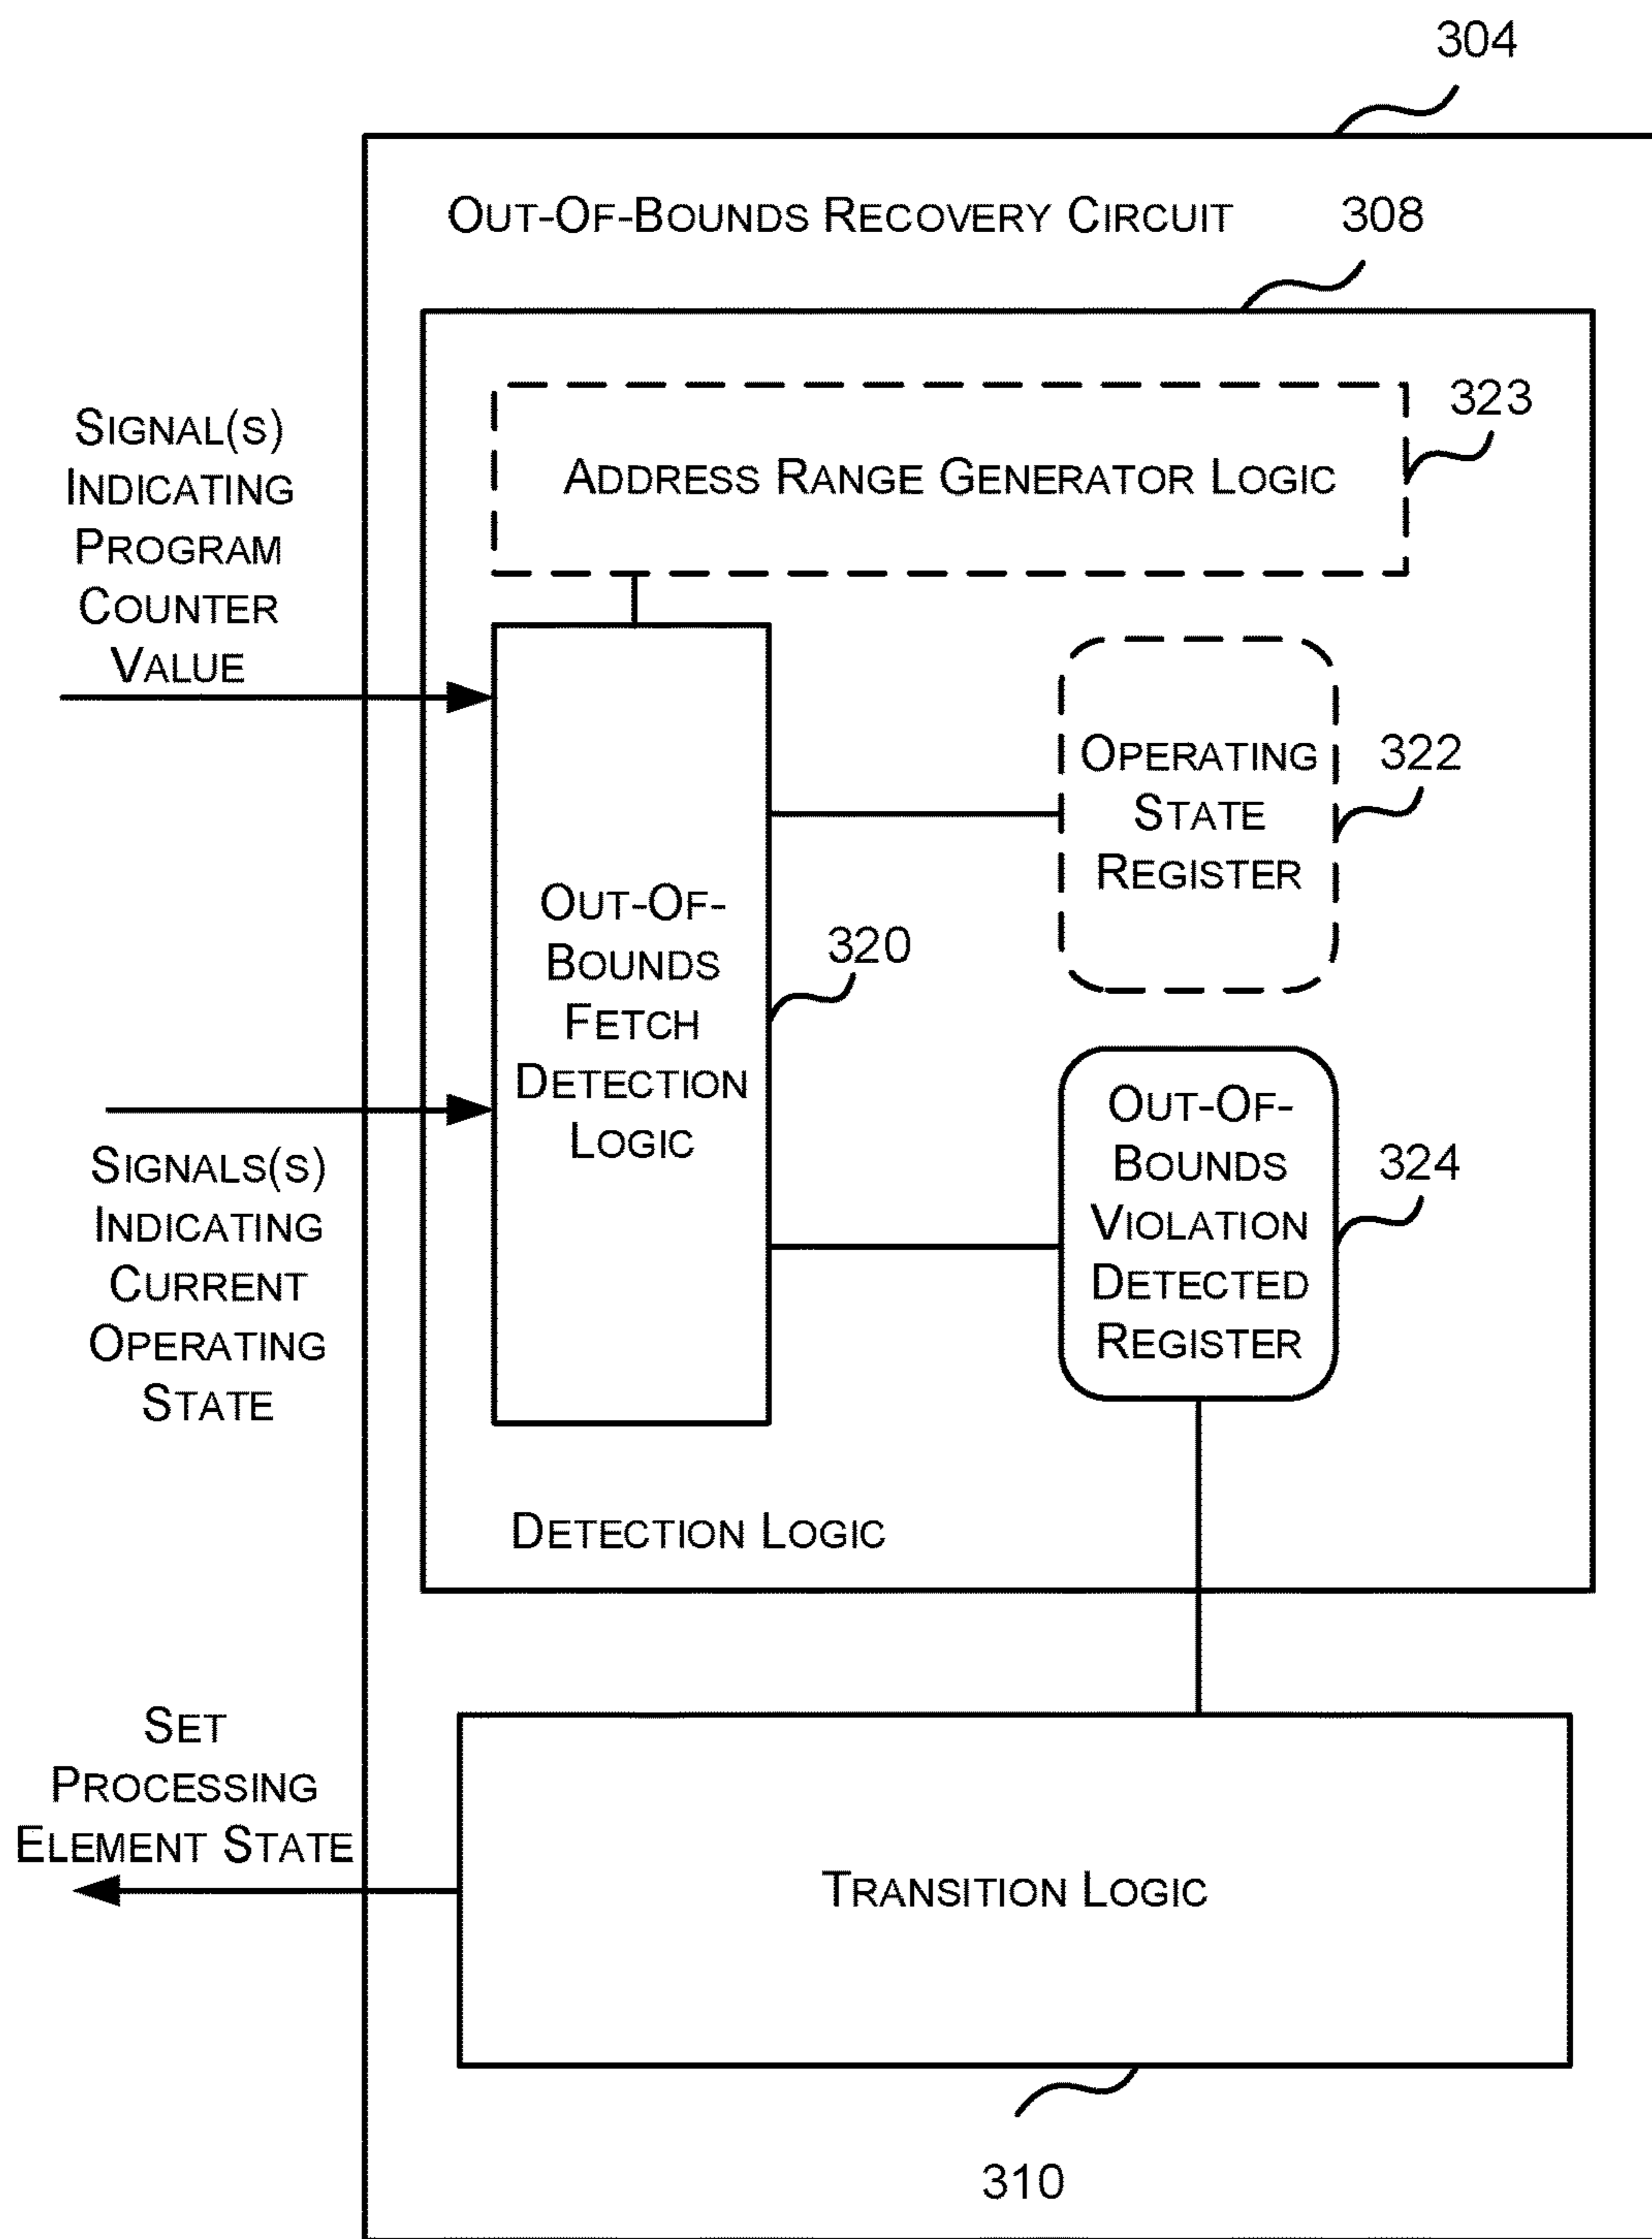 304
OUT-OF-BOUNDS RECOVERY CIRCUIT
308
SIGNAL(S)
INDICATING
PROGRAM
COUNTER
VALUE
323
ADDRESS RANGE GENERATOR LOGIC
OPERATING
STATE
REGISTER
322
OUT-OF-
BOUNDS
FETCH
DETECTION
LOGIC
320
SIGNALS(S)
INDICATING
CURRENT
OPERATING
STATE
OUT-OF-
BOUNDS
VIOLATION
DETECTED
REGISTER
324
DETECTION LOGIC
SET
PROCESSING
ELEMENT STATE
TRANSITION LOGIC
310